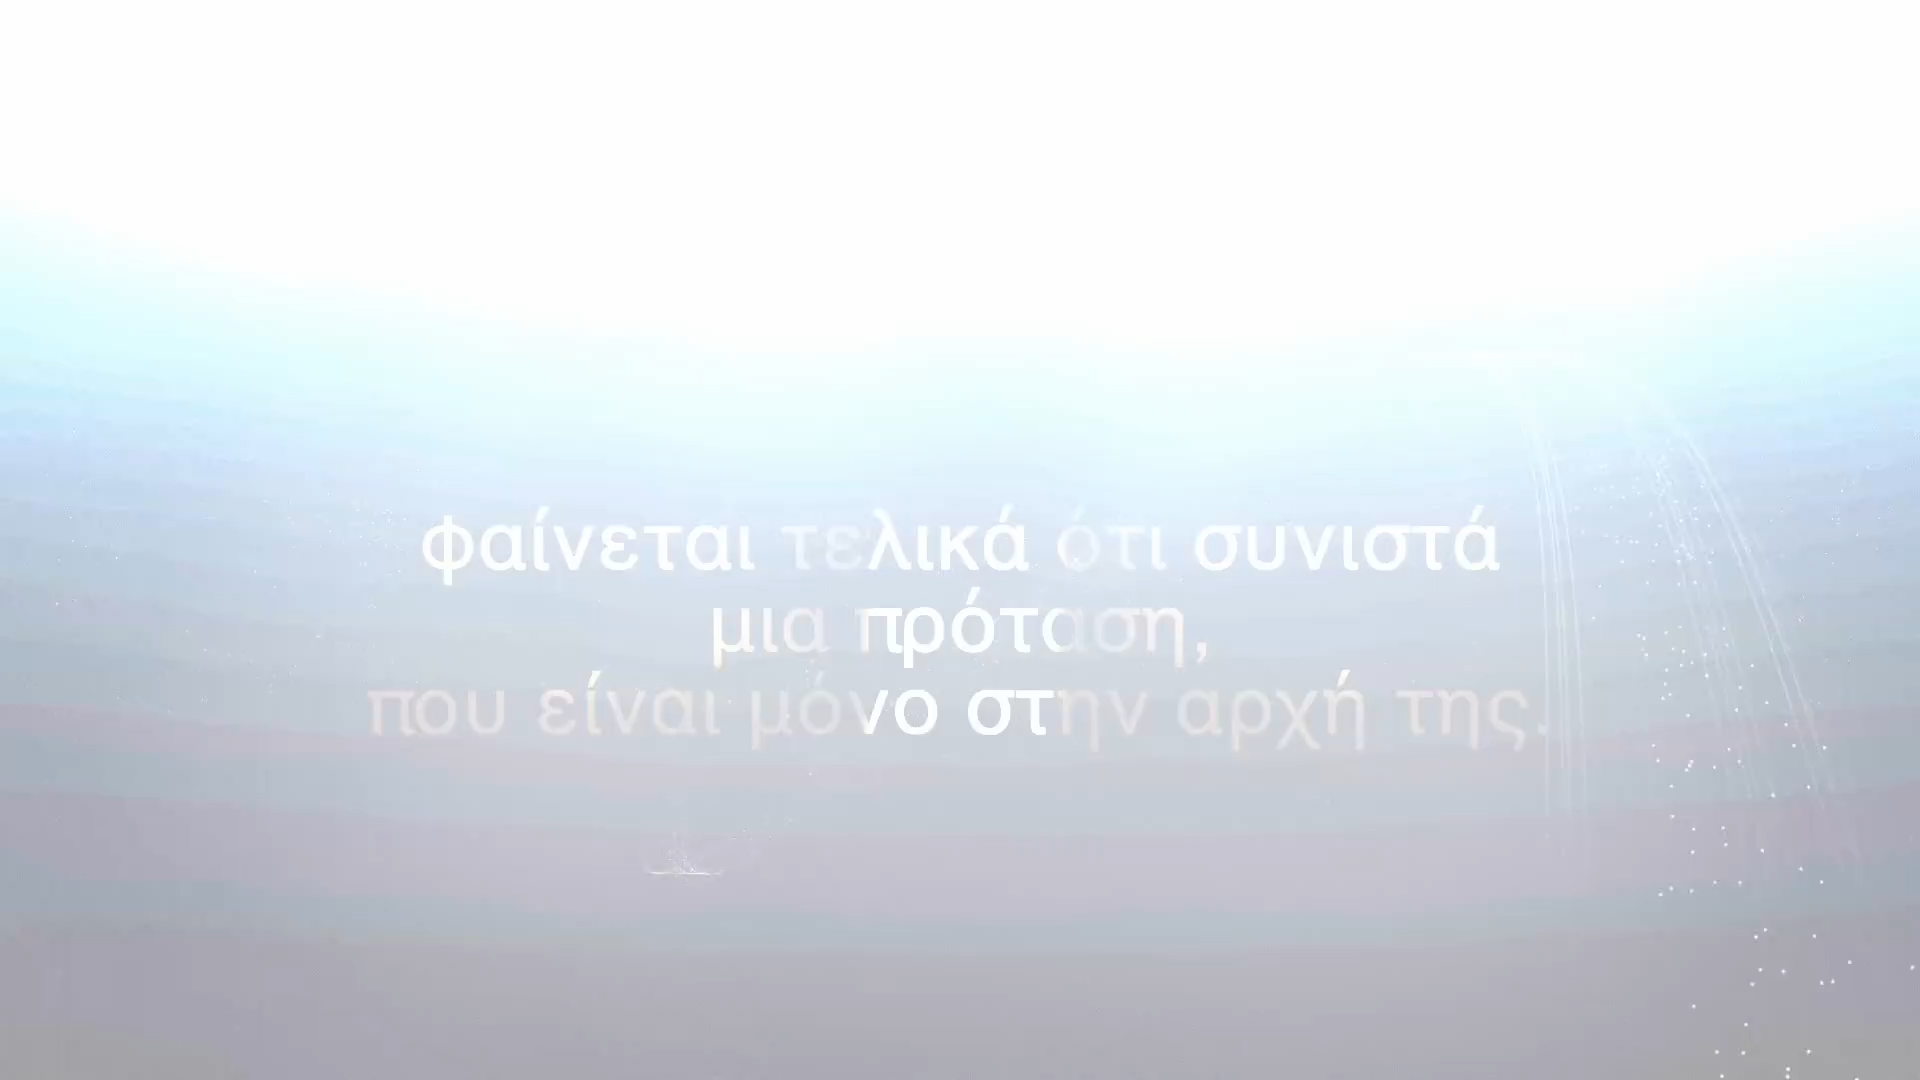 φαίνεται τελικά ότι συνιστά
μια πρόταση,
που είναι μόνο στην αρχή της.